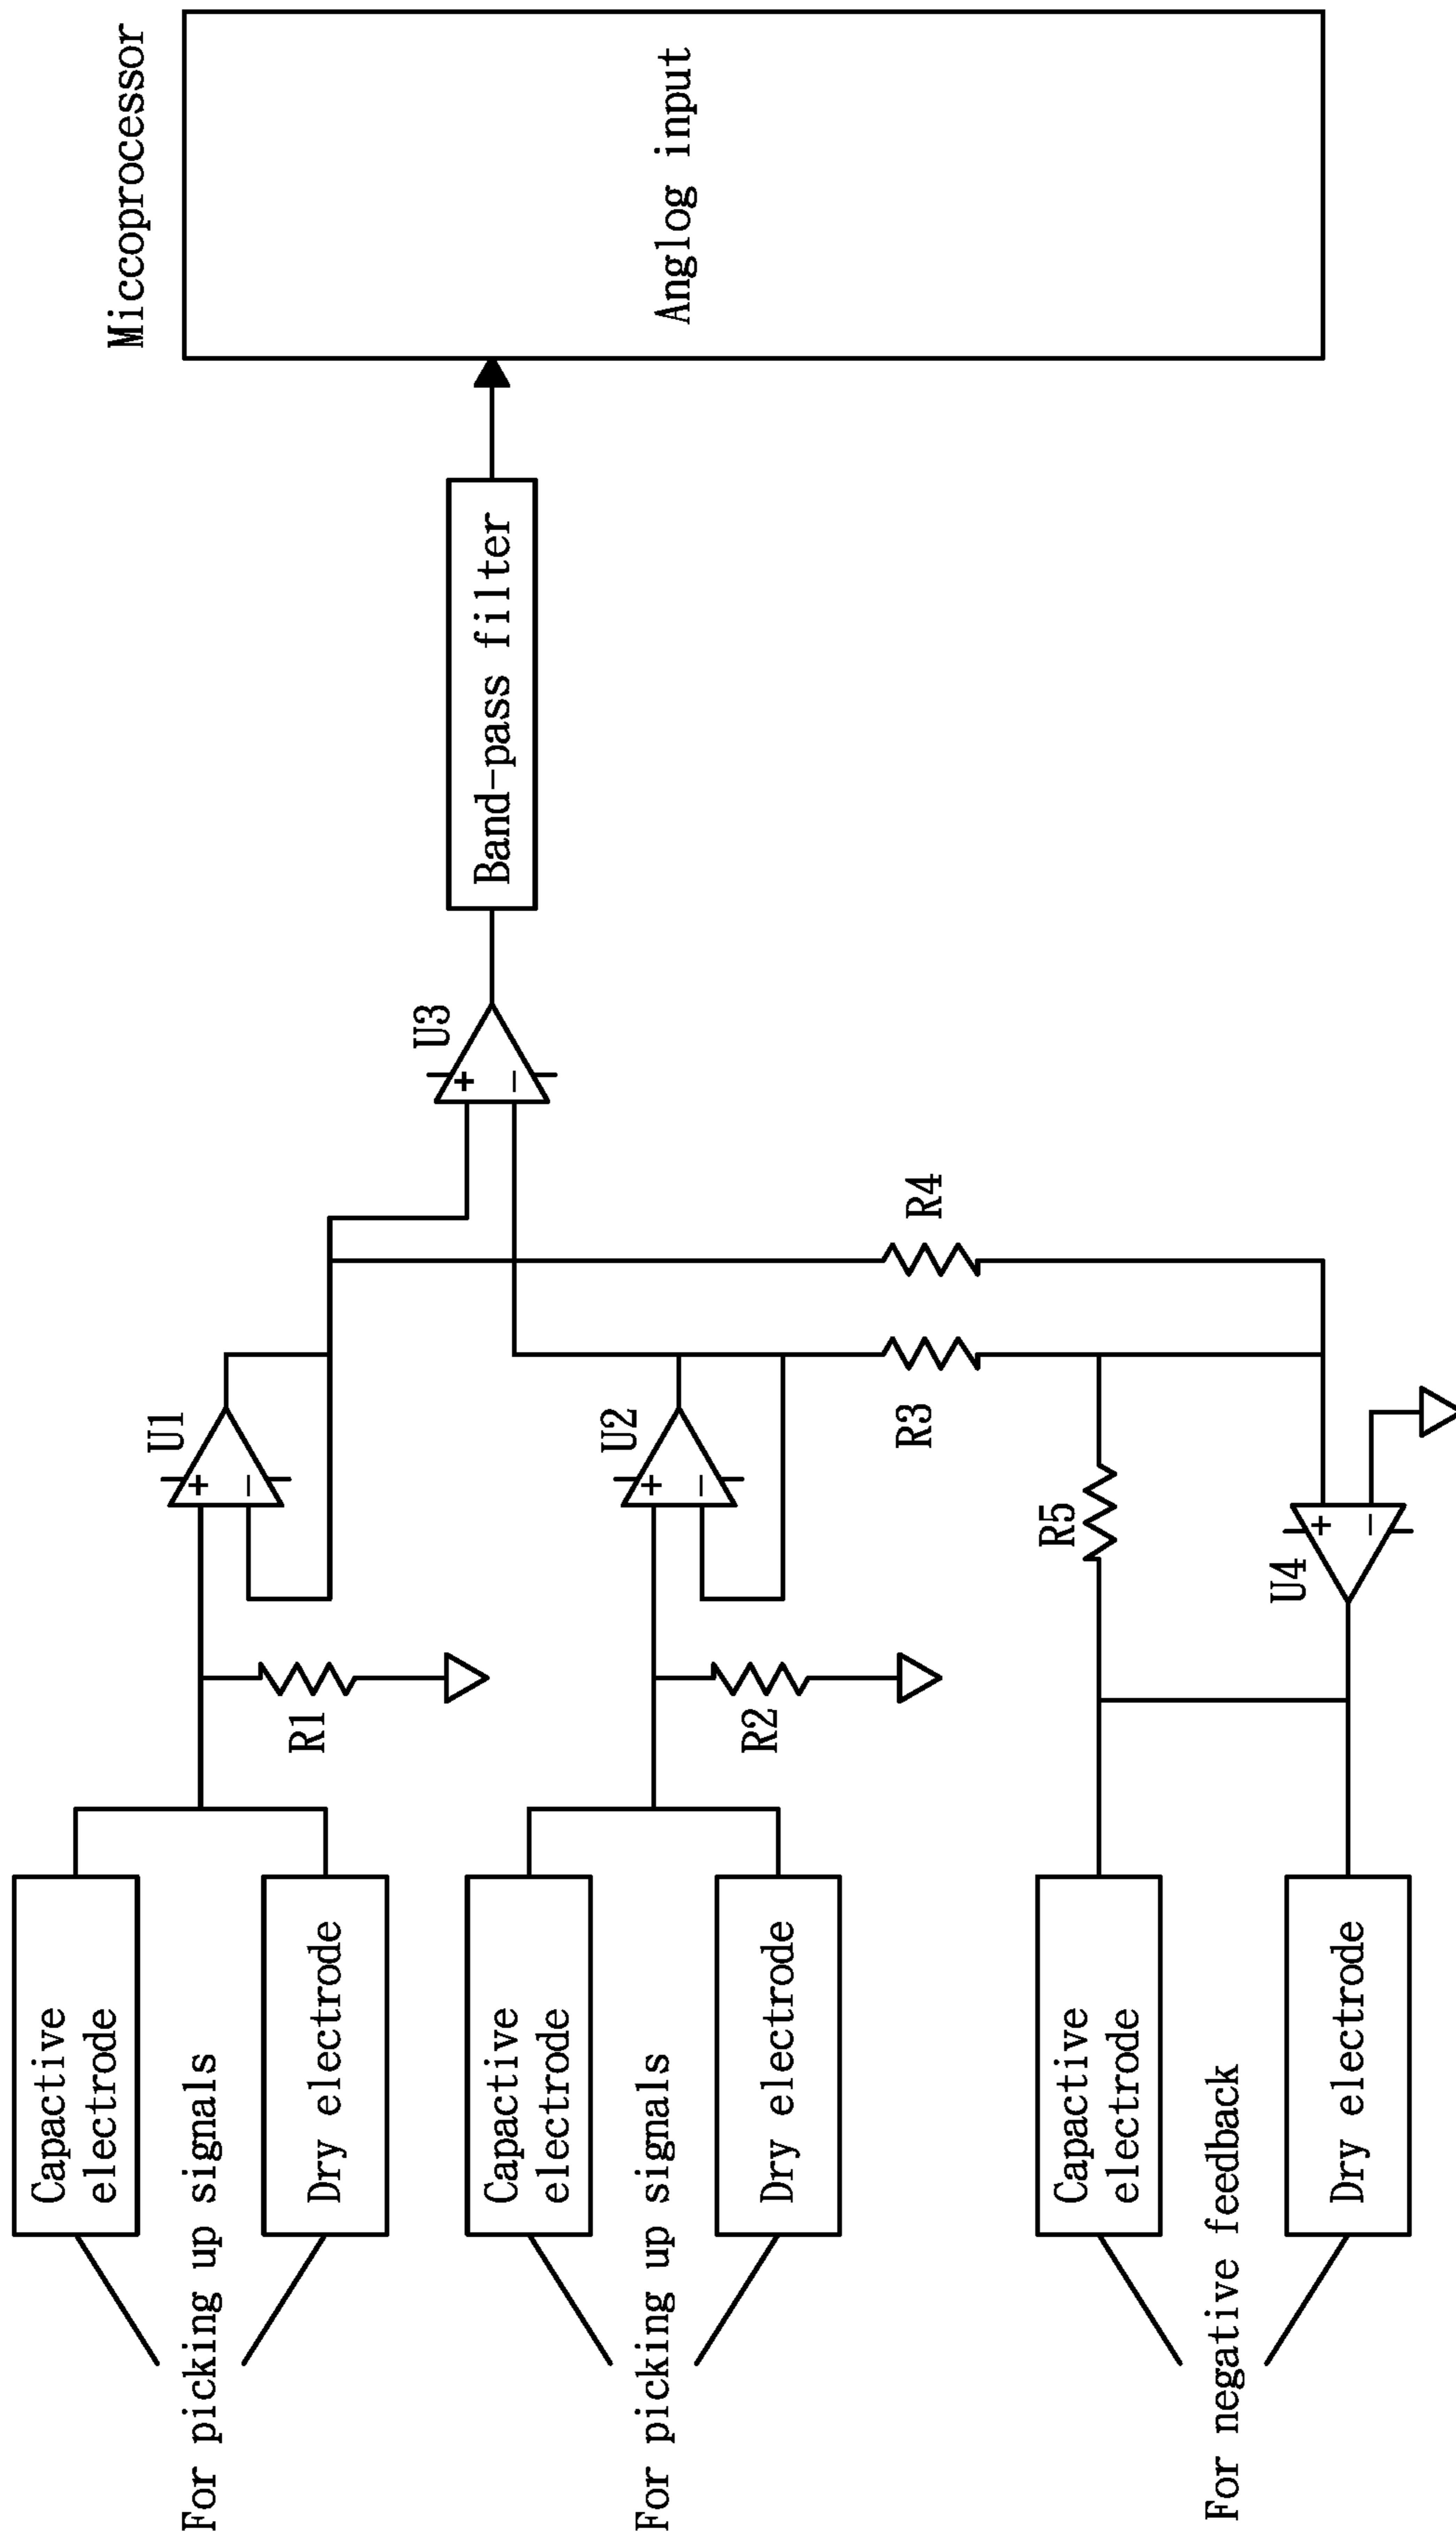 Capactive
electrode
For picking up signals
Dry electrode
R1
U1
Capactive
electrode
For picking up signals
Dry electrode
R2
U2
U3
Band-pass filter
Miccoprocessor
Anglog input
R3
R4
R5
U4
Capactive
electrode
For negative feedback
Dry electrode